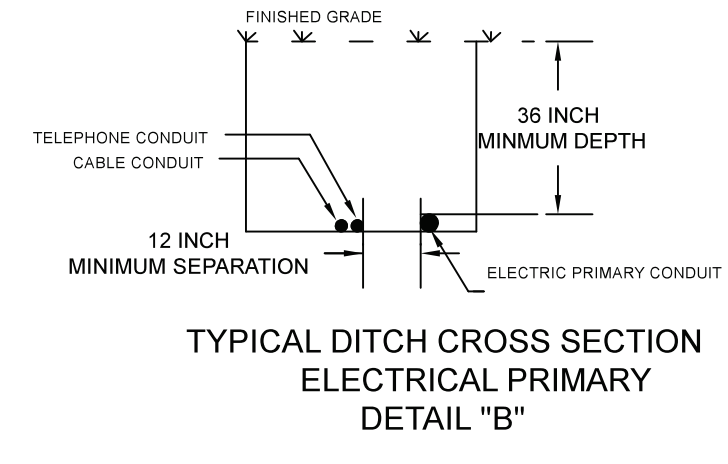 FINISHED GRADE
36 INCH
MINMUM DEPTH
TELEPHONE CONDUIT
CABLE CONDUIT
12 INCH
MINIMUM SEPARATION
ELECTRIC PRIMARY CONDUIT
TYPICAL DITCH CROSS SECTION
ELECTRICAL PRIMARY
DETAIL "B"